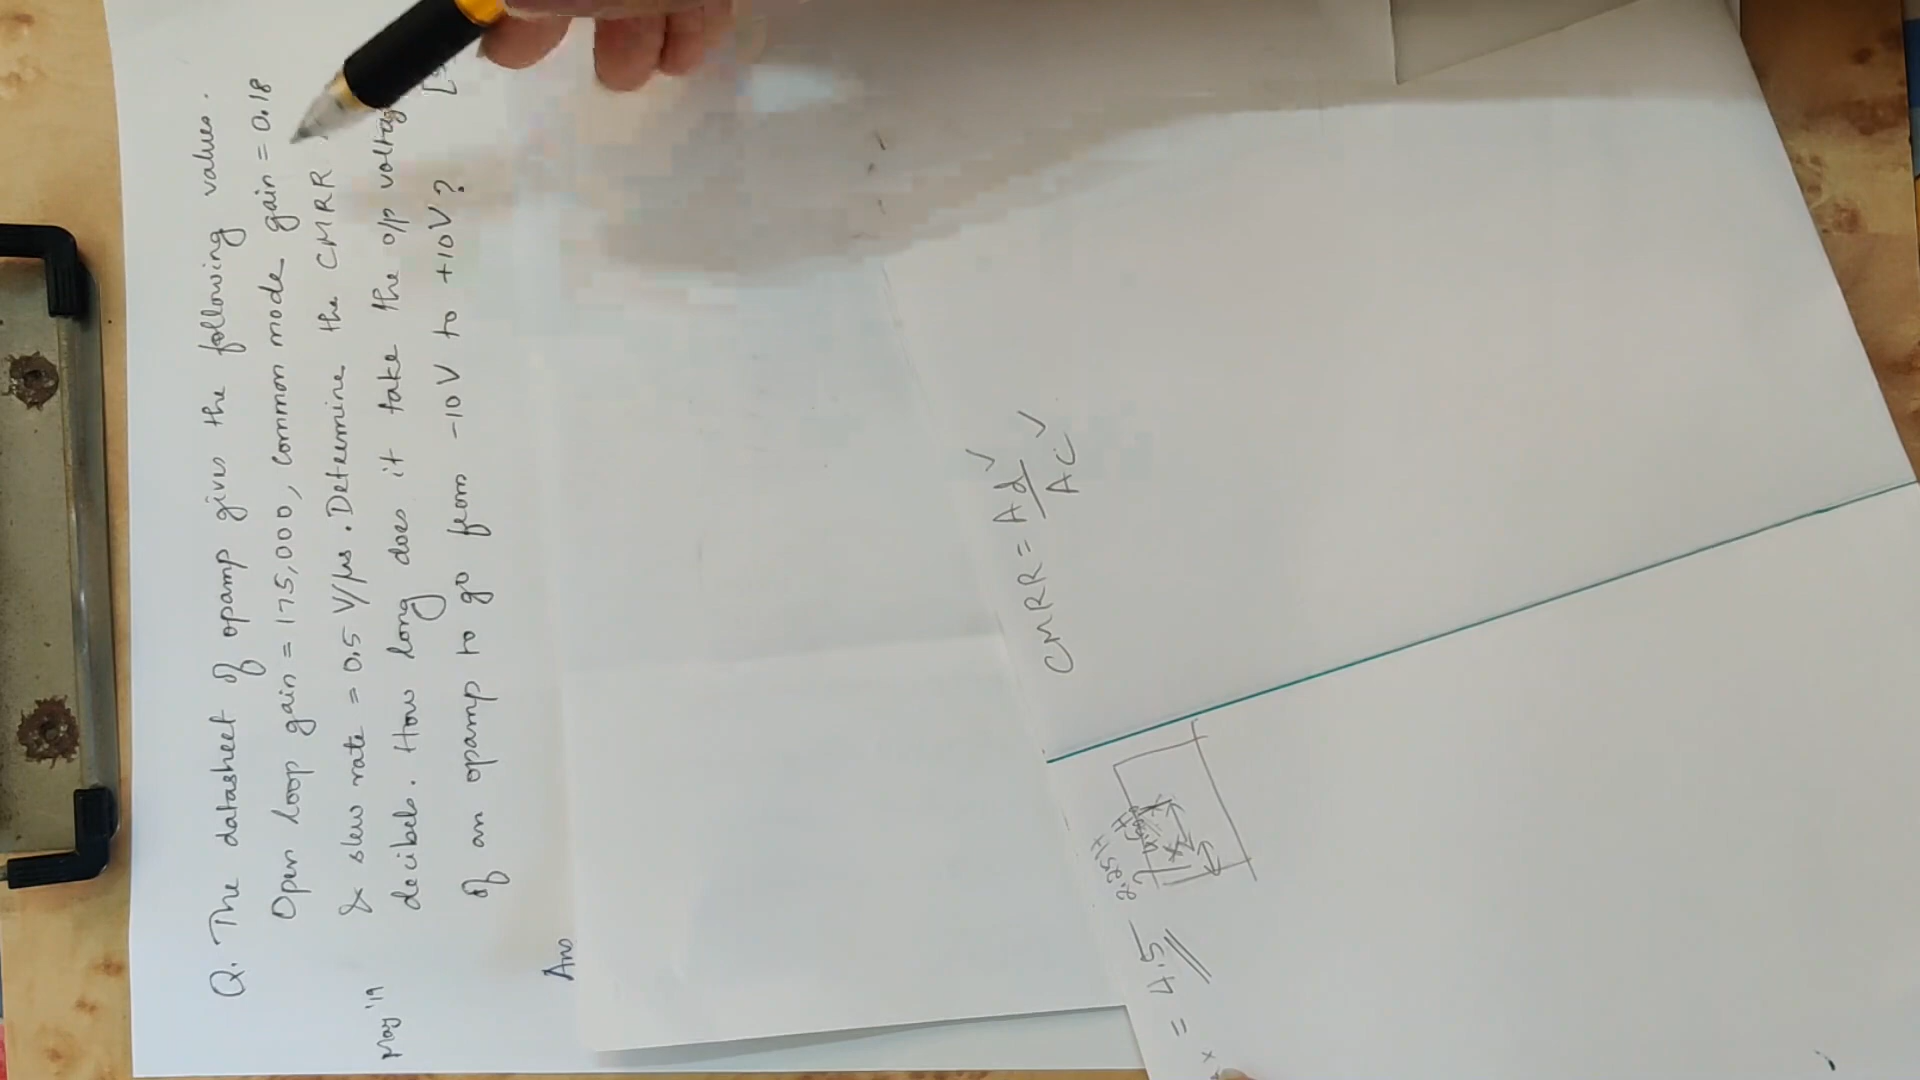 Q. The datasheet of opamp gives the following values.
Open loop gain = 175,000, common mode gain = 0.18
May '19 & slew rate = 0.5 V/μs. Determine the CMRR
decibels. How long does it take the o/p voltag
of an opamp to go from -10V to +10V? [
Ans
CMRR = Ad
Ac
= 4.5